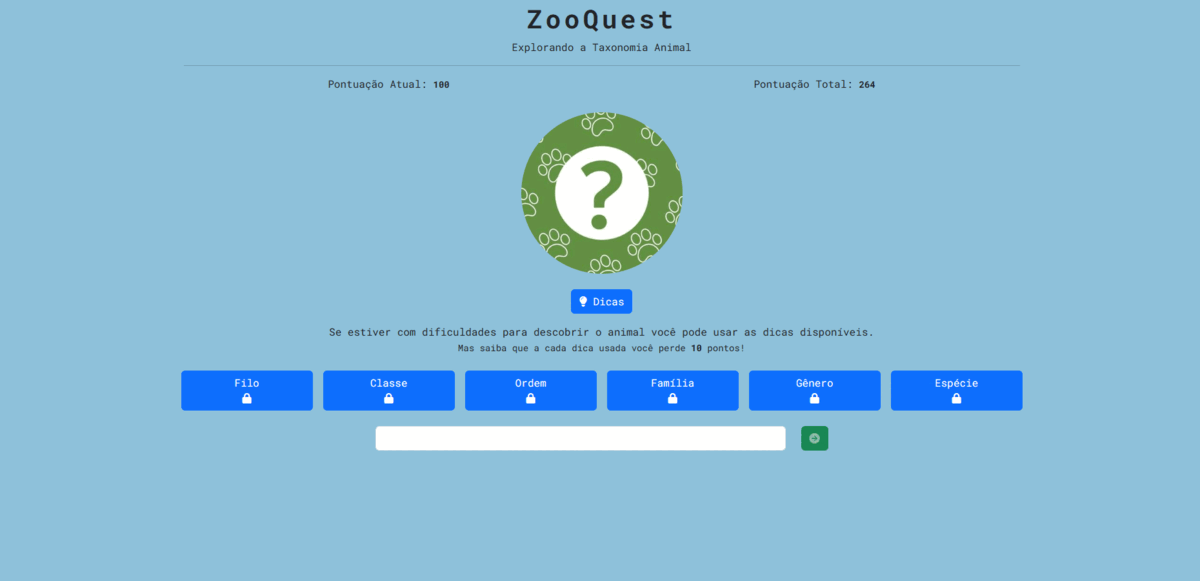 ZooQuest
Explorando a Taxonomia Animal
Pontuação Atual: 100
Pontuação Total: 264
?
Dicas
Se estiver com dificuldades para descobrir o animal você pode usar as dicas disponíveis.
Mas saiba que a cada dica usada você perde 10 pontos!
Filo
Classe
Ordem
Família
Gênero
Espécie